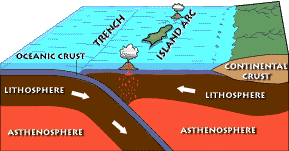 TRENCH
ISLAND ARC
OCEANIC CRUST
CONTINENTAL
CRUST
LITHOSPHERE
LITHOSPHERE
ASTHENOSPHERE
ASTHENOSPHERE